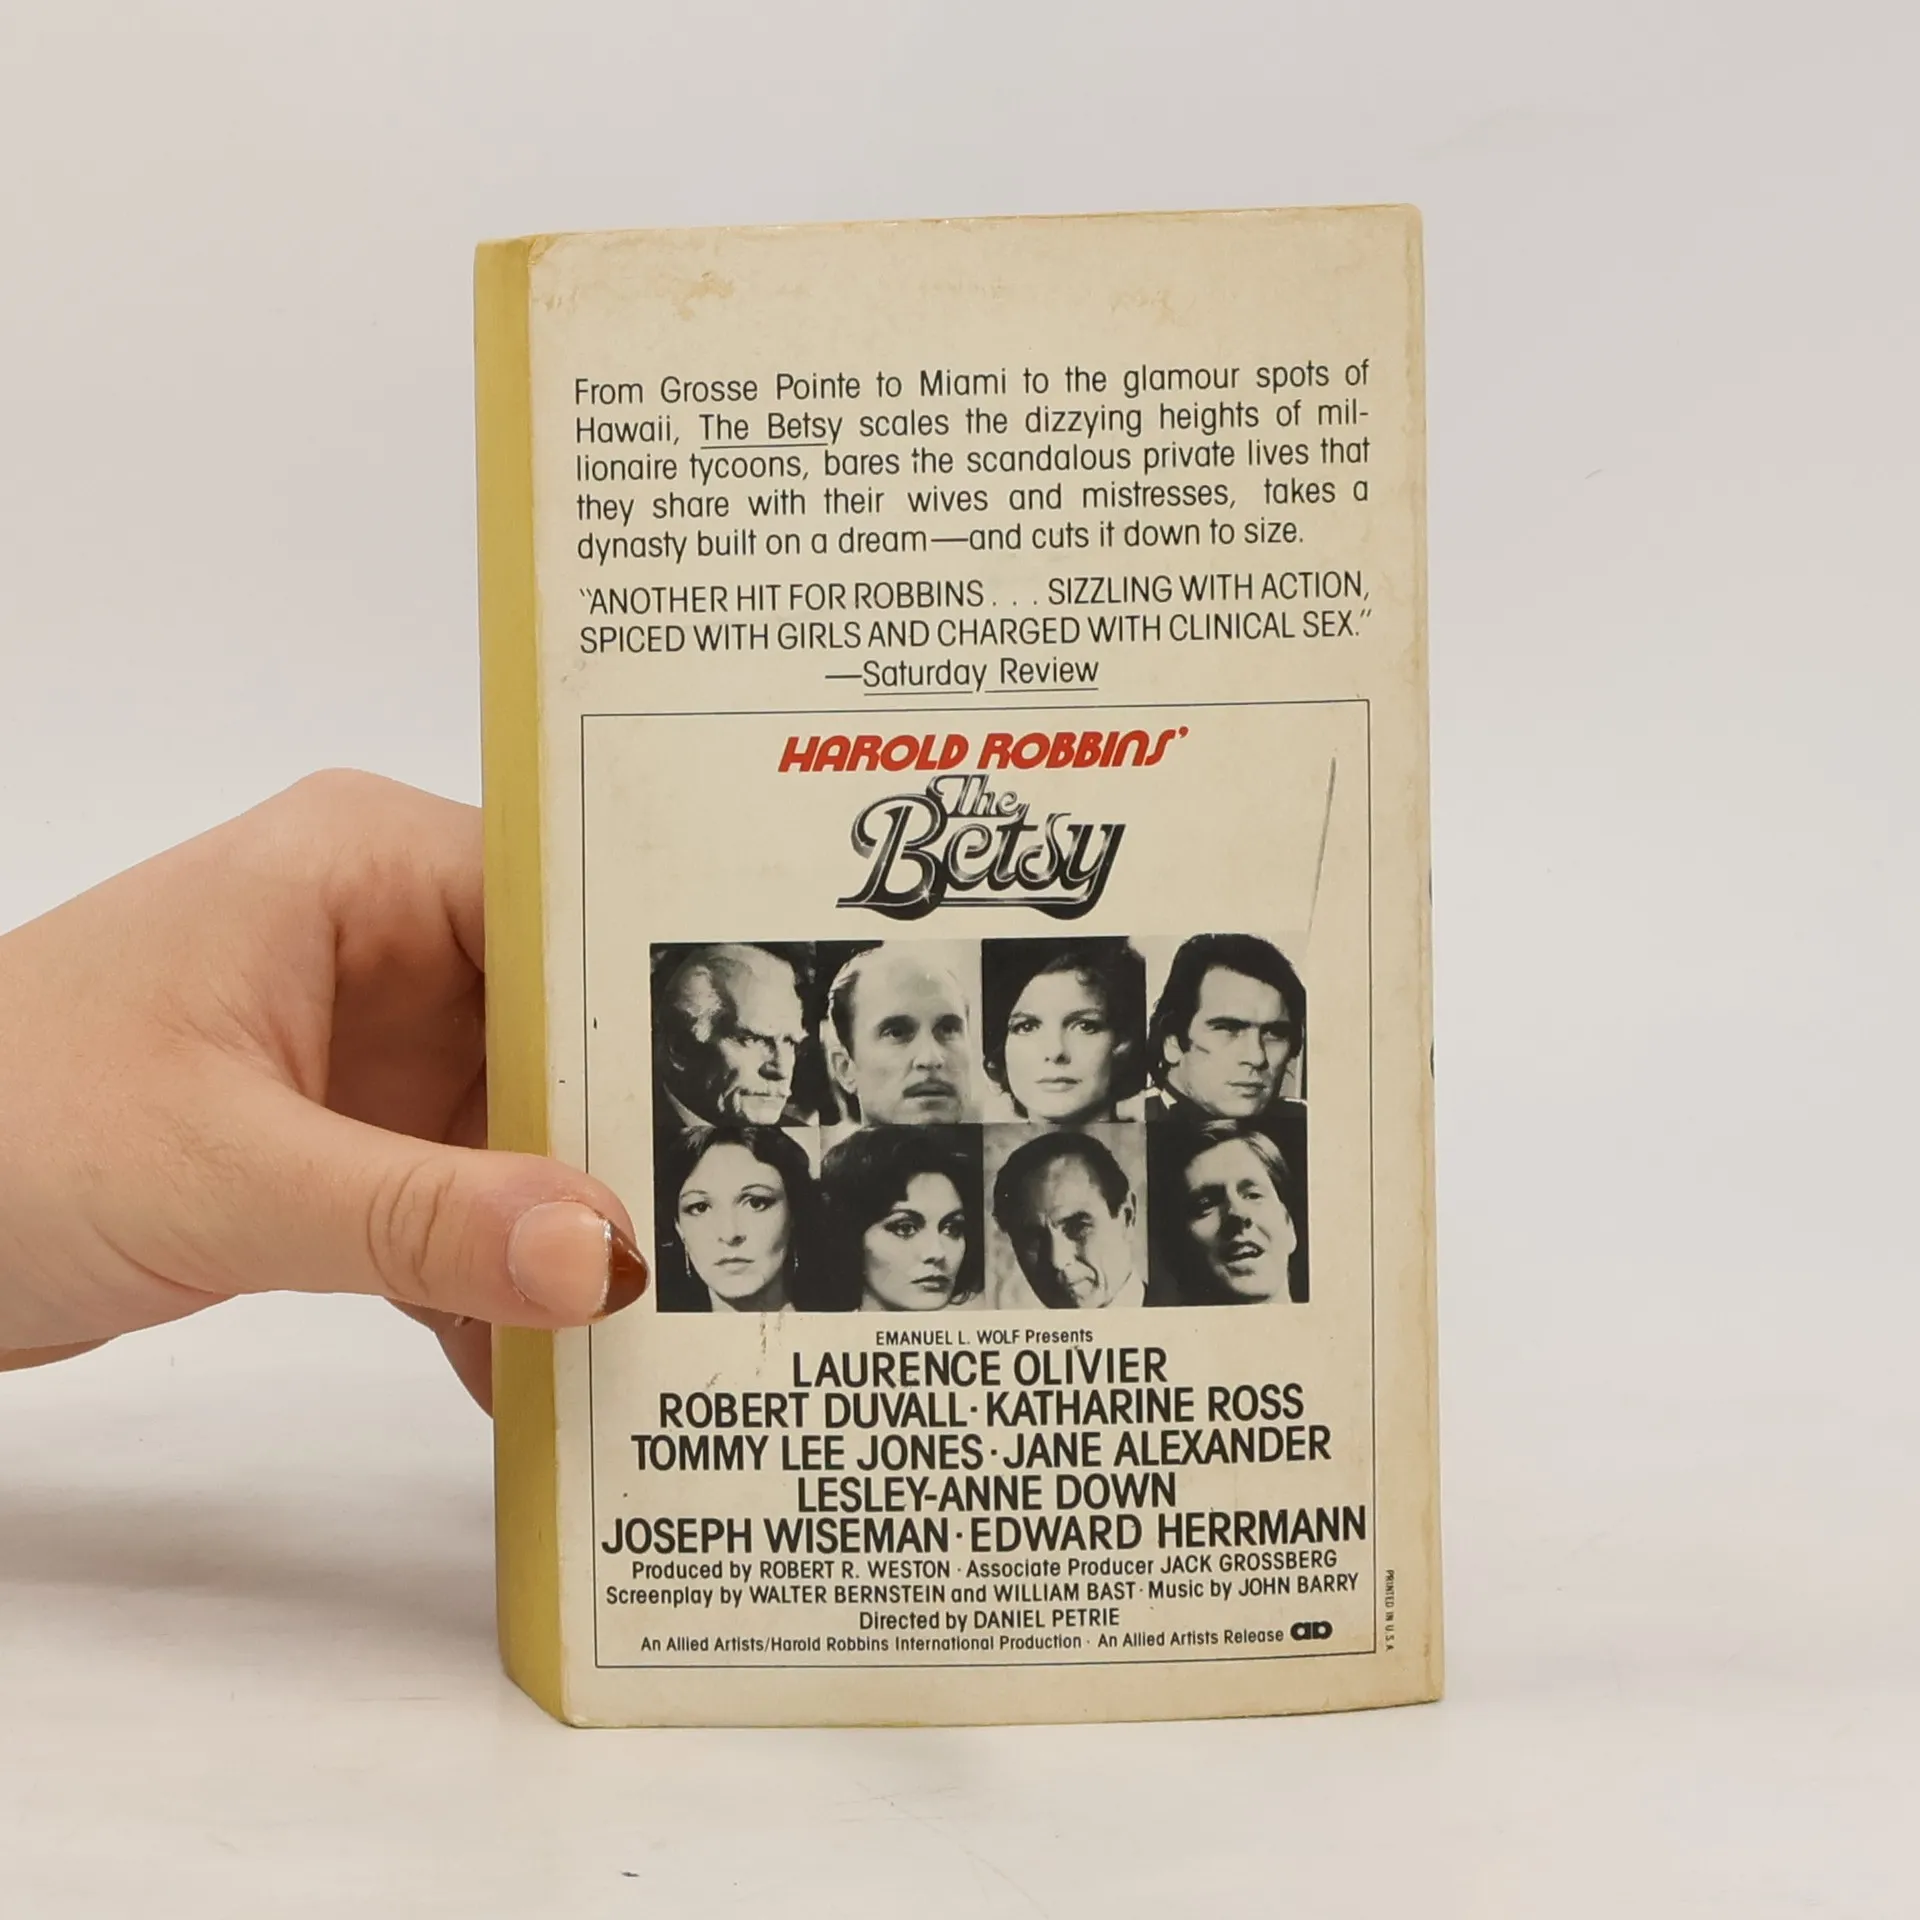 From Grosse Pointe to Miami to the glamour spots of
Hawaii, The Betsy scales the dizzying heights of mil-
lionaire tycoons, bares the scandalous private lives that
they share with their wives and mistresses, takes a
dynasty built on a dream—and cuts it down to size.
"ANOTHER HIT FOR ROBBINS . . . SIZZLING WITH ACTION,
SPICED WITH GIRLS AND CHARGED WITH CLINICAL SEX."
—Saturday Review
HAROLD ROBBINS'
The
Betsy
EMANUEL L. WOLF Presents
LAURENCE OLIVIER
ROBERT DUVALL · KATHARINE ROSS
TOMMY LEE JONES · JANE ALEXANDER
LESLEY-ANNE DOWN
JOSEPH WISEMAN · EDWARD HERRMANN
Produced by ROBERT R. WESTON · Associate Producer JACK GROSSBERG
Screenplay by WALTER BERNSTEIN and WILLIAM BAST · Music by JOHN BARRY
Directed by DANIEL PETRIE
An Allied Artists/Harold Robbins International Production · An Allied Artists Release aa
PRINTED IN U.S.A.